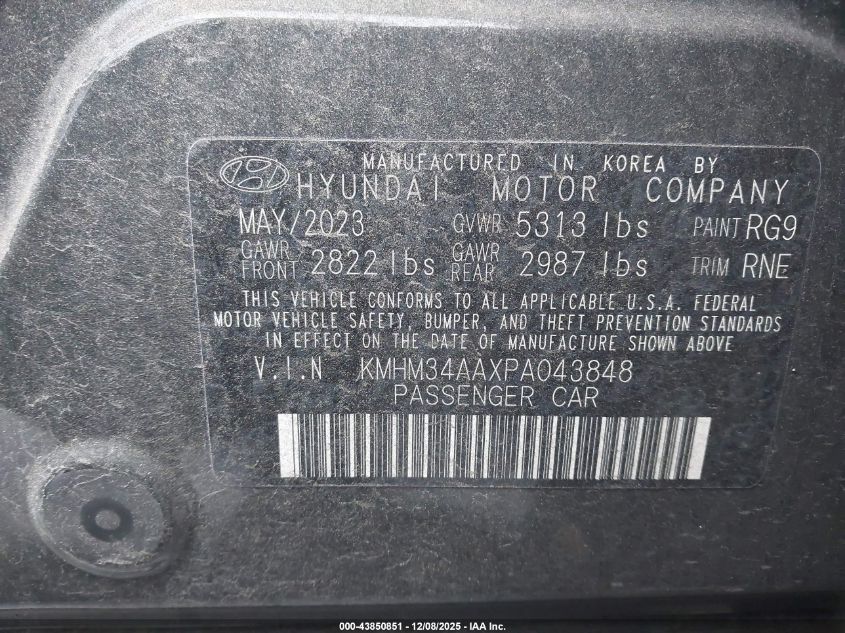 MANUFACTURED IN KOREA BY
HYUNDAI MOTOR COMPANY
MAY/2023 GVWR 5313 lbs PAINT RG9
GAWR FRONT 2822 lbs GAWR REAR 2987 lbs TRIM RNE
THIS VEHICLE CONFORMS TO ALL APPLICABLE U.S.A. FEDERAL
MOTOR VEHICLE SAFETY, BUMPER, AND THEFT PREVENTION STANDARDS
IN EFFECT ON THE DATE OF MANUFACTURE SHOWN ABOVE
V.I.N KMHM34AAXPA043848
PASSENGER CAR
000-43850851 - 12/08/2025 - IAA Inc.